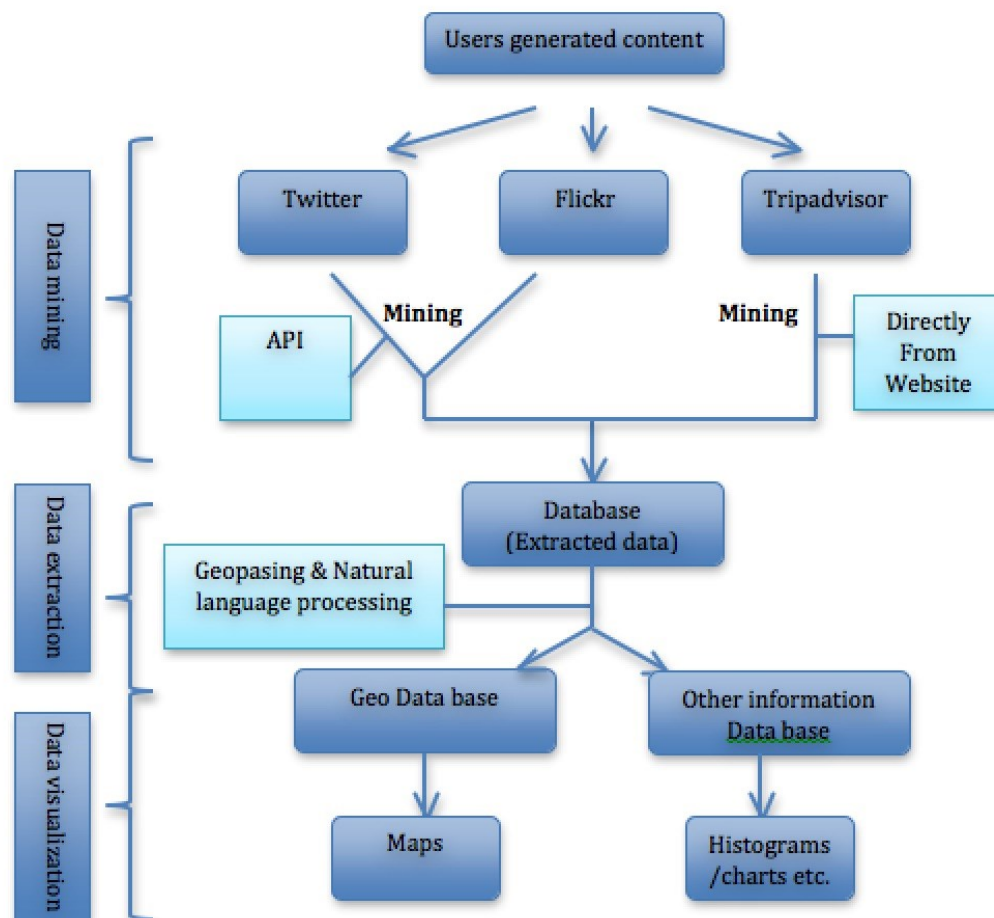 Users generated content
Data mining
Twitter
Flickr
Tripadvisor
Mining
Mining
API
Directly
From
Website
Data extraction
Database
(Extracted data)
Geopasing & Natural
language processing
Data visualization
Geo Data base
Other information
Data base
Maps
Histograms
/charts etc.